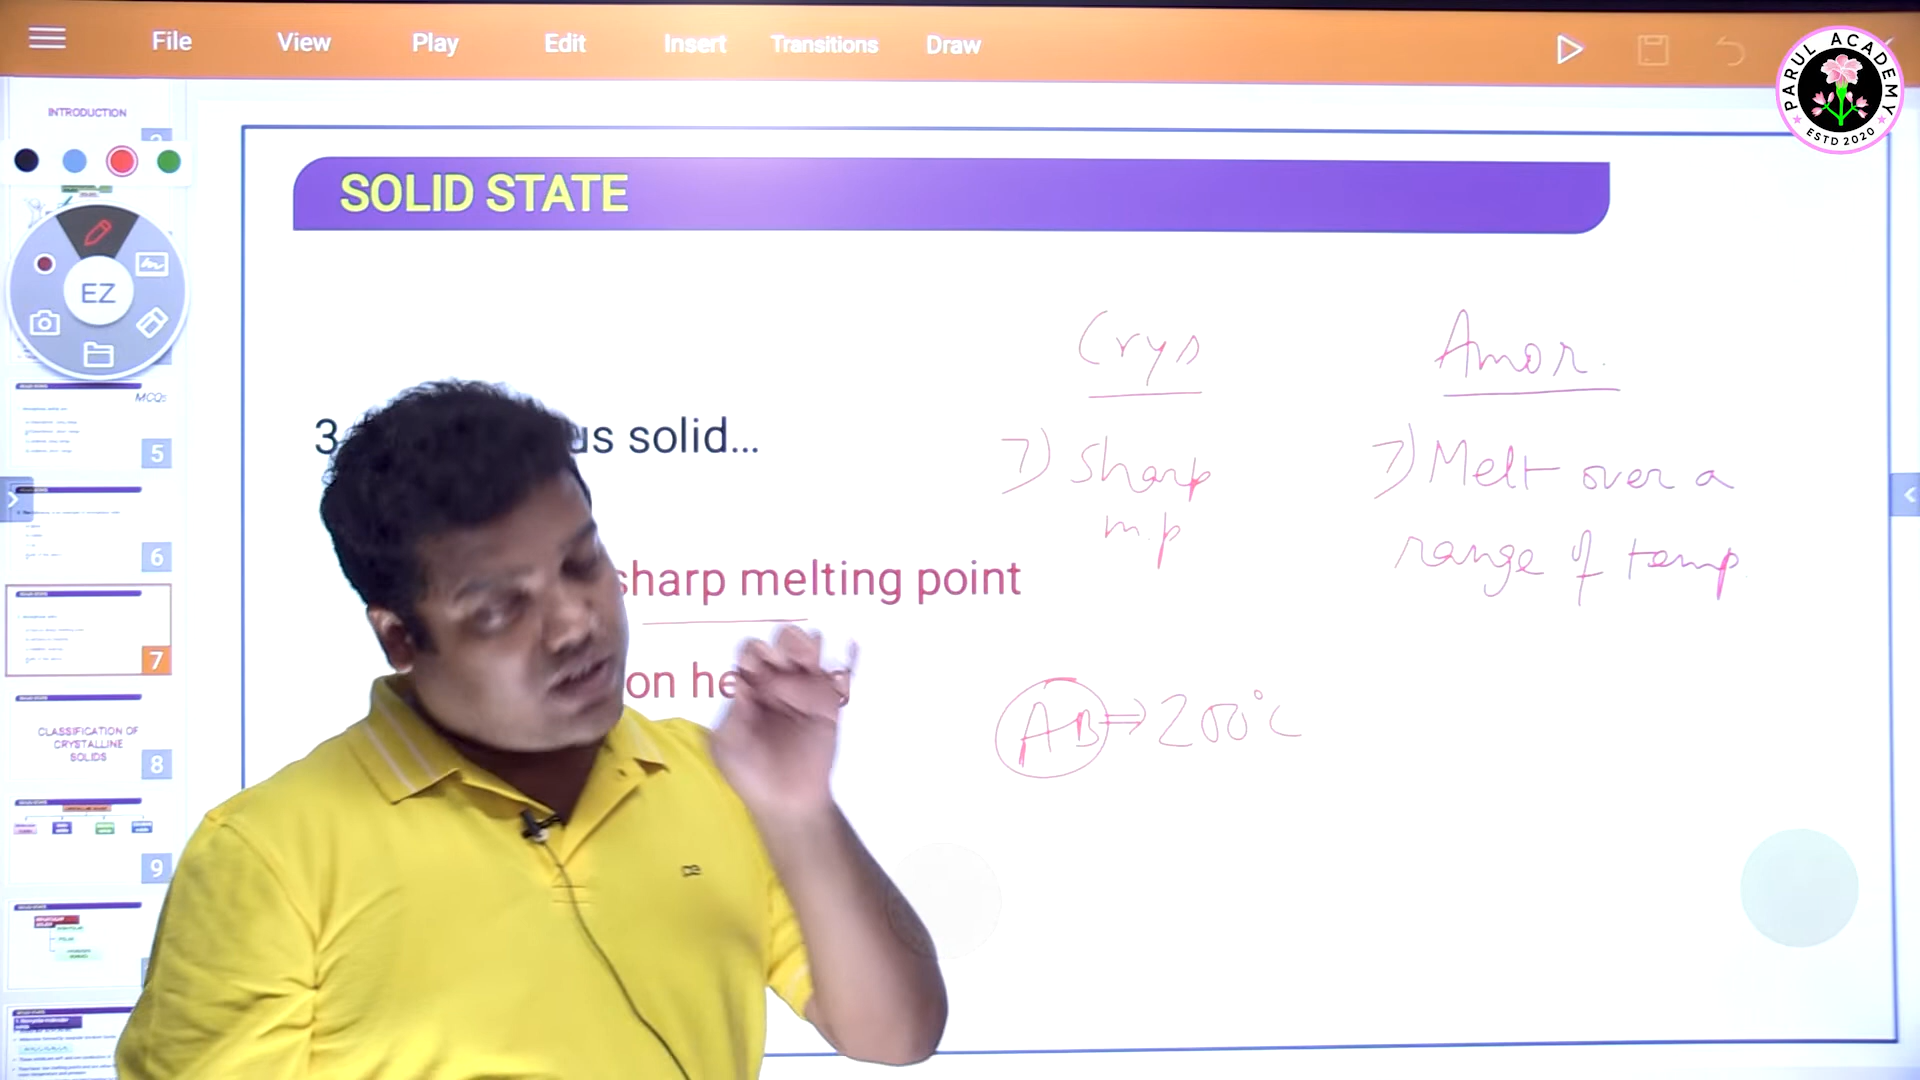 File View Play Edit Insert Transitions Draw
PARUL ACADEMY
ESTD 2020
INTRODUCTION
EZ
MCQs
5
6
7
CLASSIFICATION OF
CRYSTALLINE
SOLIDS
8
9
SOLID STATE
3 us solid...
sharp melting point
on he
Crys
Amor.
7) Sharp
m.p
7) Melt over a
range of temp
AB ⇒ 200°C